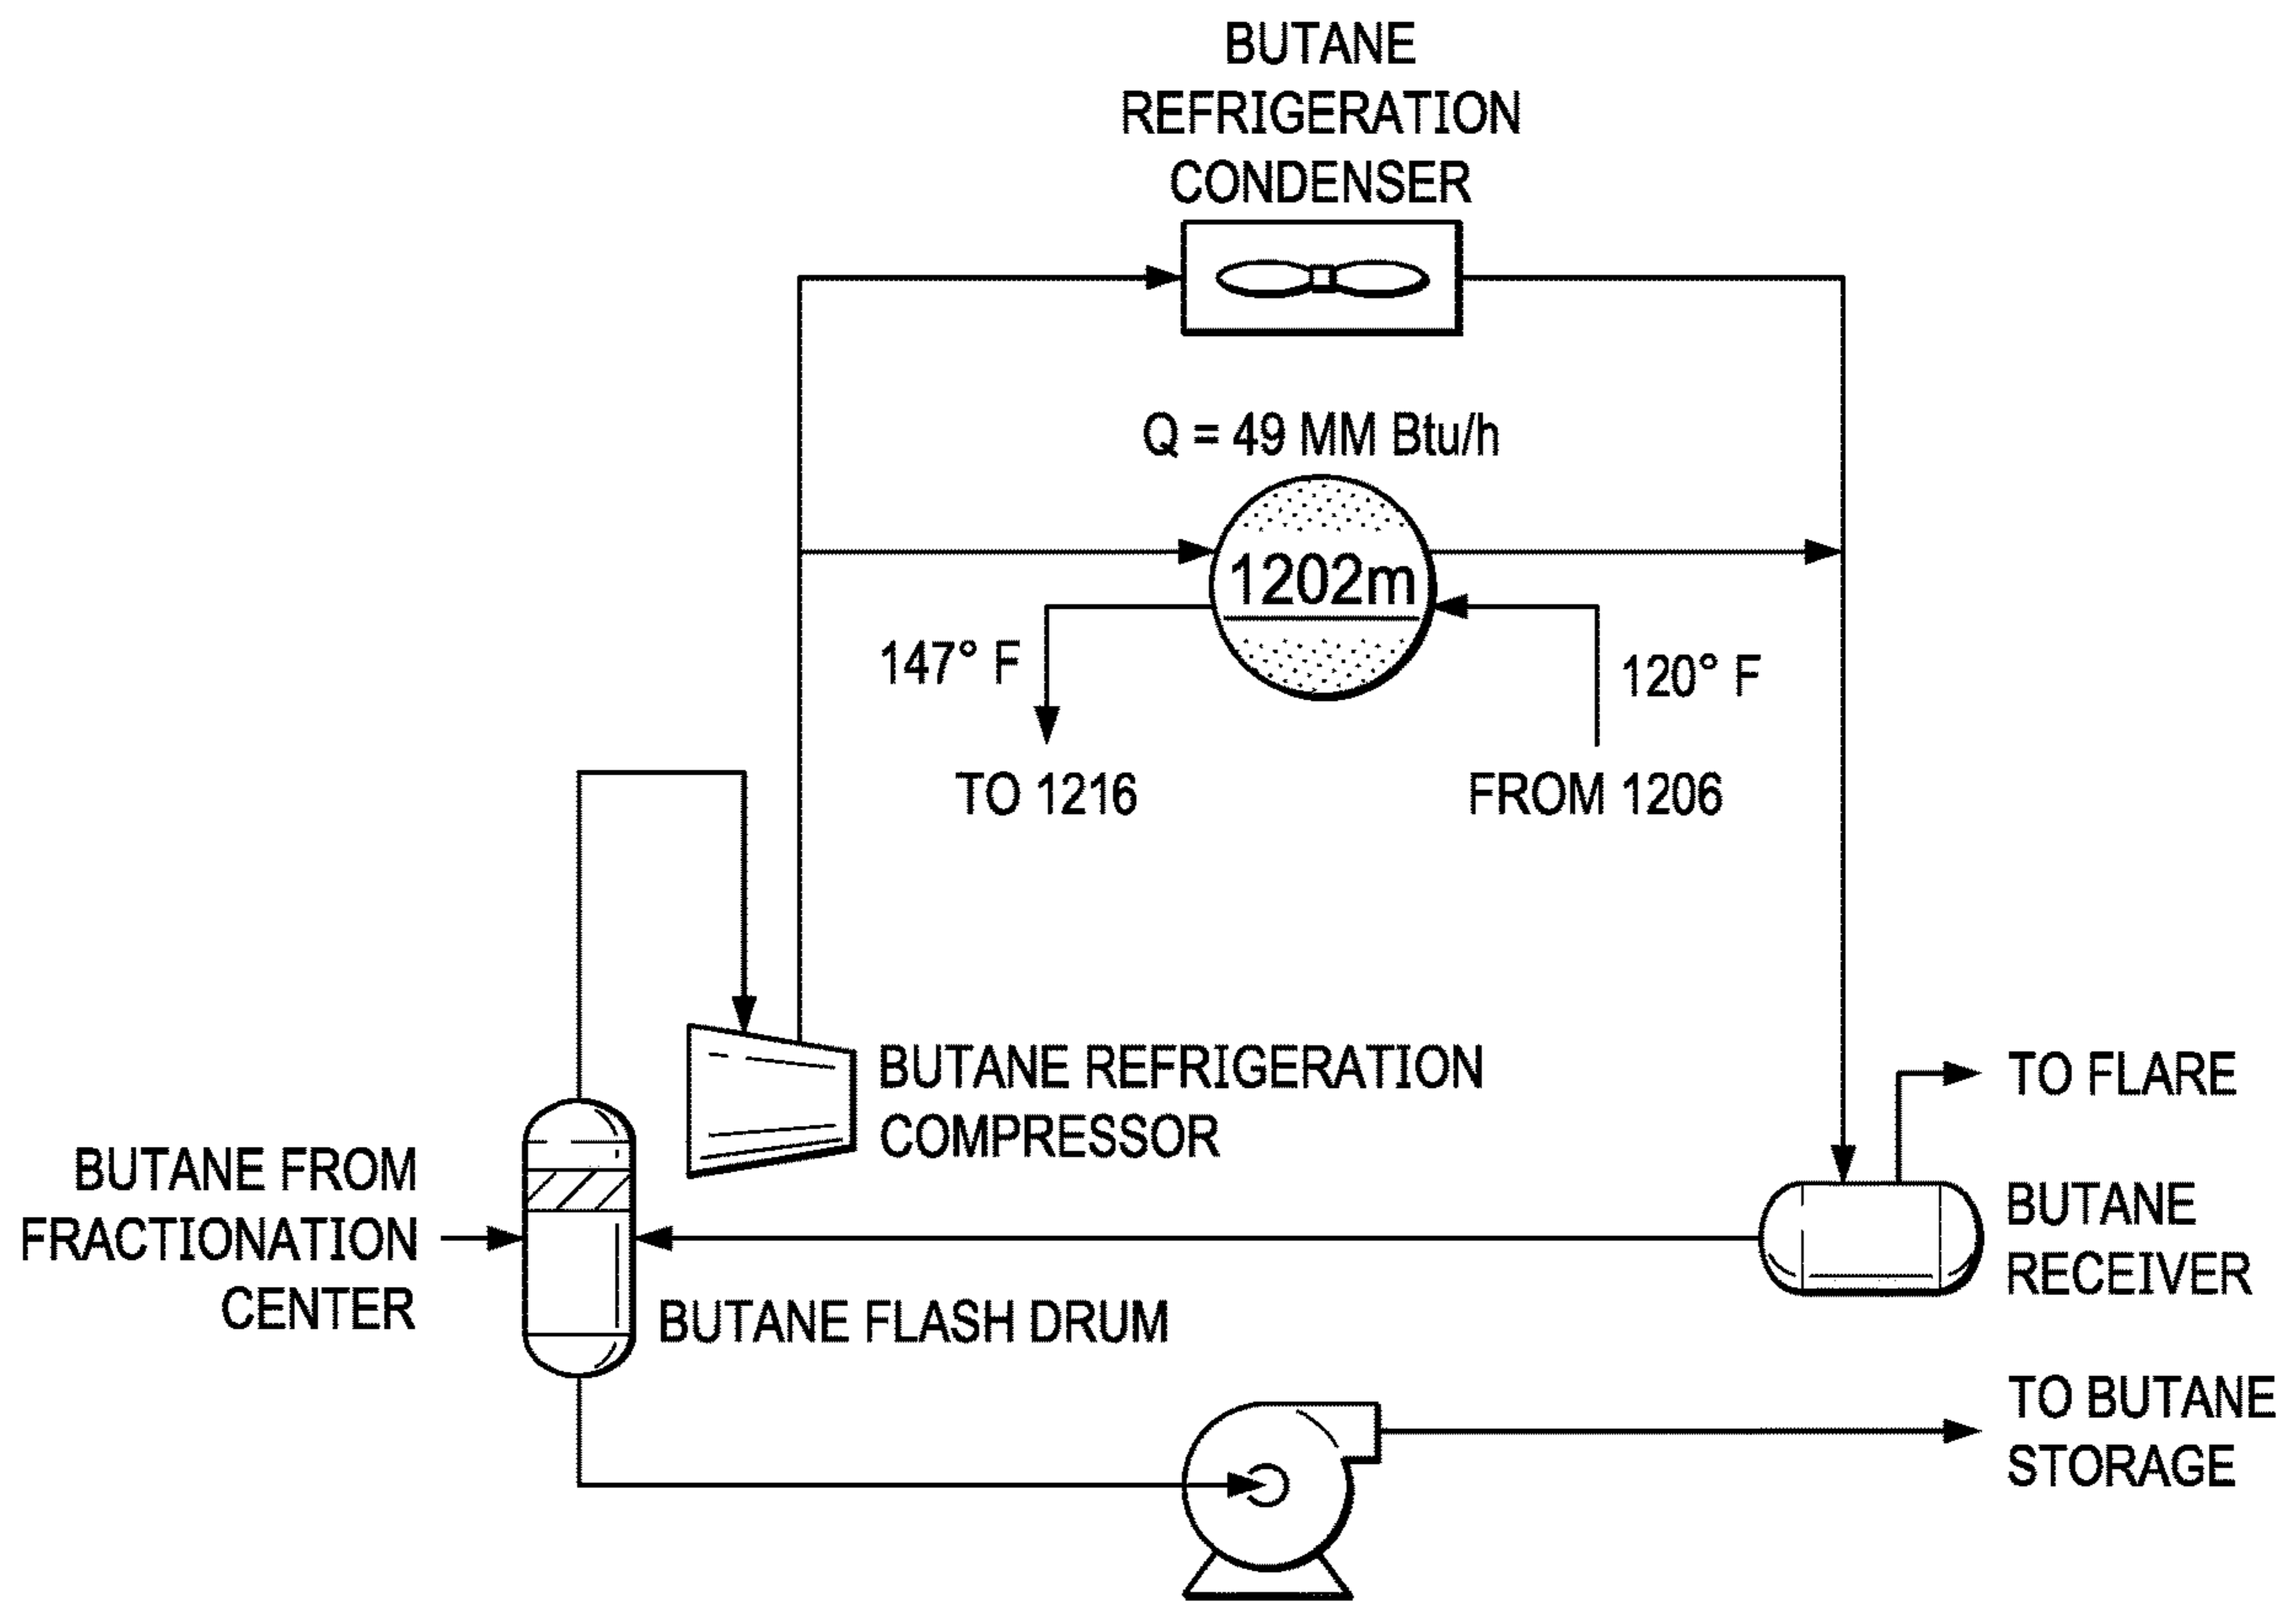 BUTANE
REFRIGERATION
CONDENSER
Q = 49 MM Btu/h
1202m
147° F
120° F
TO 1216
FROM 1206
BUTANE REFRIGERATION
COMPRESSOR
TO FLARE
BUTANE FROM
FRACTIONATION
CENTER
BUTANE
RECEIVER
BUTANE FLASH DRUM
TO BUTANE
STORAGE